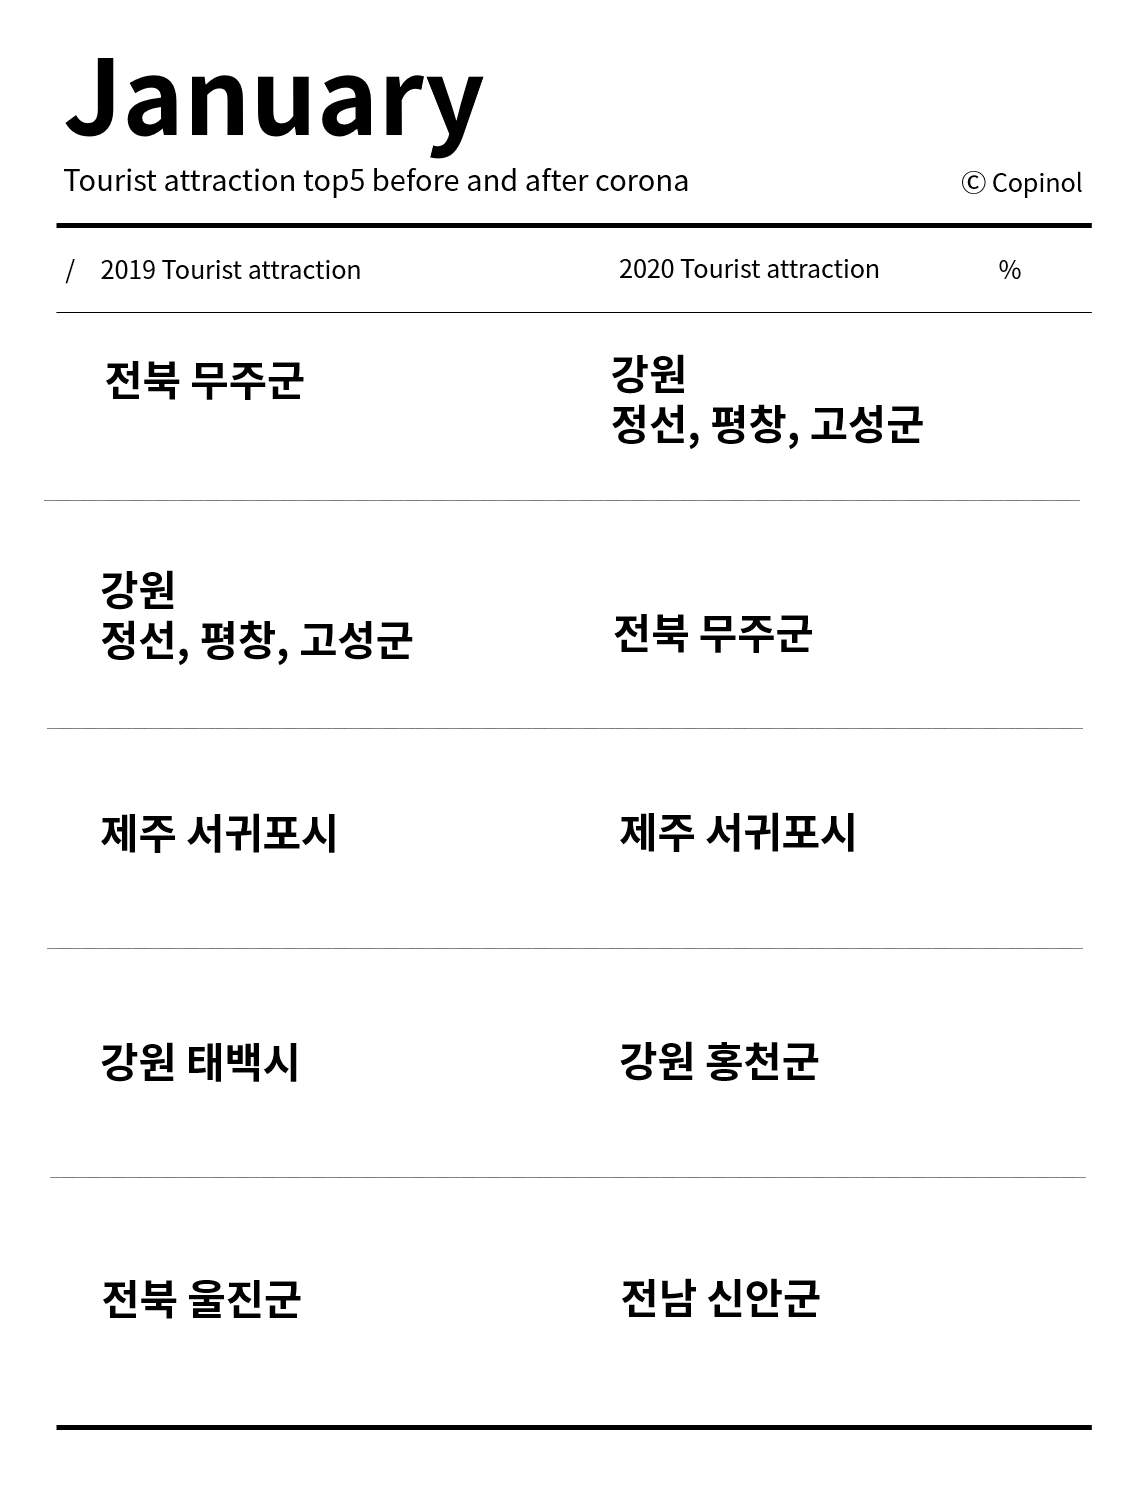 January
Tourist attraction top5 before and after corona
ⓒ Copinol
/ 2019 Tourist attraction 2020 Tourist attraction %
전북 무주군
강원
정선, 평창, 고성군
강원
정선, 평창, 고성군
전북 무주군
제주 서귀포시
제주 서귀포시
강원 태백시
강원 홍천군
전북 울진군
전남 신안군